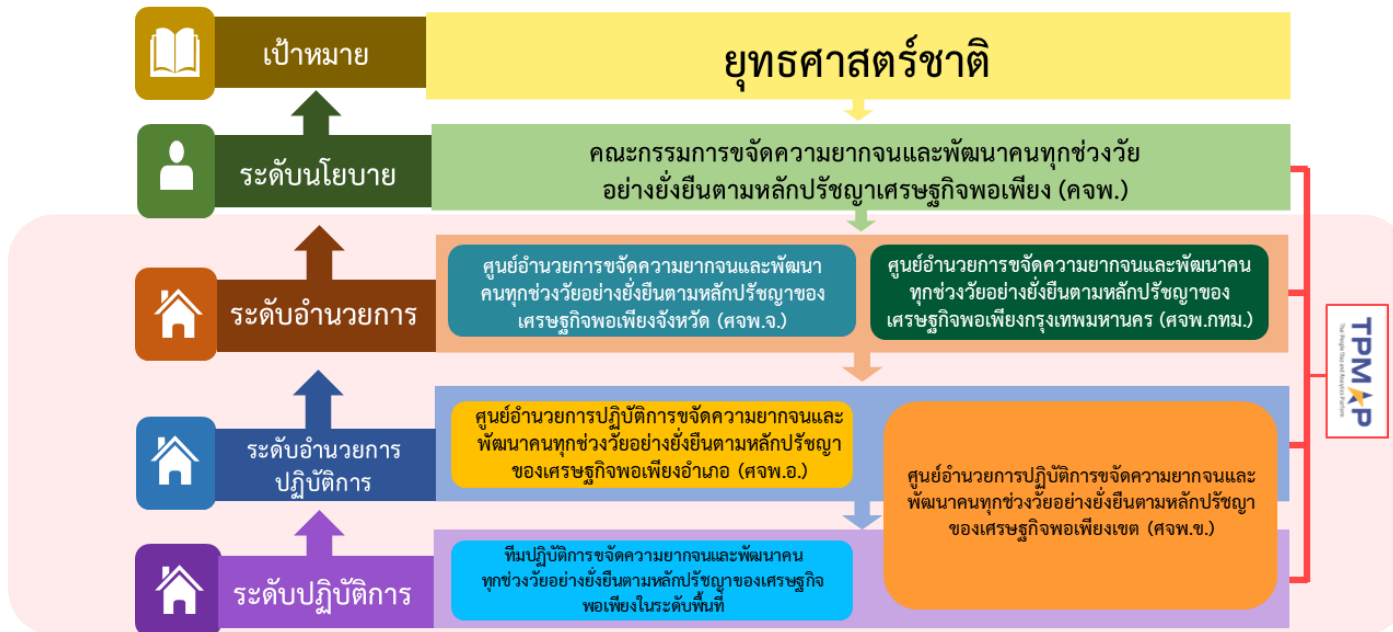 เป้าหมาย
ยุทธศาสตร์ชาติ
ระดับนโยบาย
คณะกรรมการขจัดความยากจนและพัฒนาคนทุกช่วงวัย
อย่างยั่งยืนตามหลักปรัชญาเศรษฐกิจพอเพียง (คจพ.)
ระดับอำนวยการ
ศูนย์อำนวยการขจัดความยากจนและพัฒนา
คนทุกช่วงวัยอย่างยั่งยืนตามหลักปรัชญาของ
เศรษฐกิจพอเพียงจังหวัด (ศจพ.จ.)
ศูนย์อำนวยการขจัดความยากจนและพัฒนาคน
ทุกช่วงวัยอย่างยั่งยืนตามหลักปรัชญาของ
เศรษฐกิจพอเพียงกรุงเทพมหานคร (ศจพ.กทม.)
ระดับอำนวยการ
ปฏิบัติการ
ศูนย์อำนวยการปฏิบัติการขจัดความยากจนและ
พัฒนาคนทุกช่วงวัยอย่างยั่งยืนตามหลักปรัชญา
ของเศรษฐกิจพอเพียงอำเภอ (ศจพ.อ.)
ศูนย์อำนวยการปฏิบัติการขจัดความยากจนและ
พัฒนาคนทุกช่วงวัยอย่างยั่งยืนตามหลักปรัชญา
ของเศรษฐกิจพอเพียงเขต (ศจพ.ข.)
ระดับปฏิบัติการ
ทีมปฏิบัติการขจัดความยากจนและพัฒนาคน
ทุกช่วงวัยอย่างยั่งยืนตามหลักปรัชญาของเศรษฐกิจ
พอเพียงในระดับพื้นที่
TPMAP